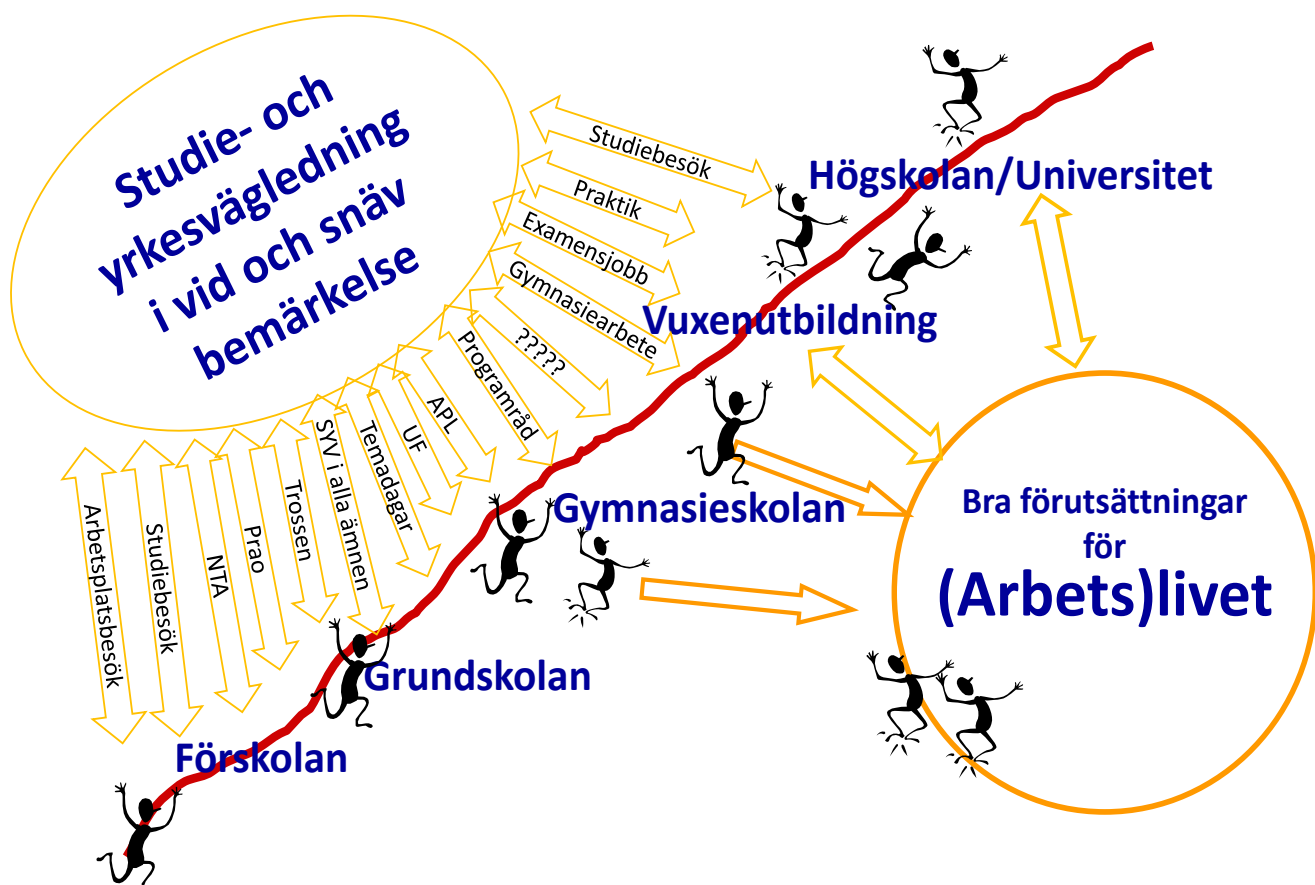 Studie- och
yrkesvägledning
i vid och snäv
bemärkelse
Studiebesök
Praktik
Examensjobb
Gymnasiearbete
?????
Programråd
APL
UF
Temadagar
SYV i alla ämnen
Trossen
Prao
NTA
Studiebesök
Arbetsplatsbesök
Högskolan/Universitet
Vuxenutbildning
Gymnasieskolan
Grundskolan
Förskolan
Bra förutsättningar
för
(Arbets)livet